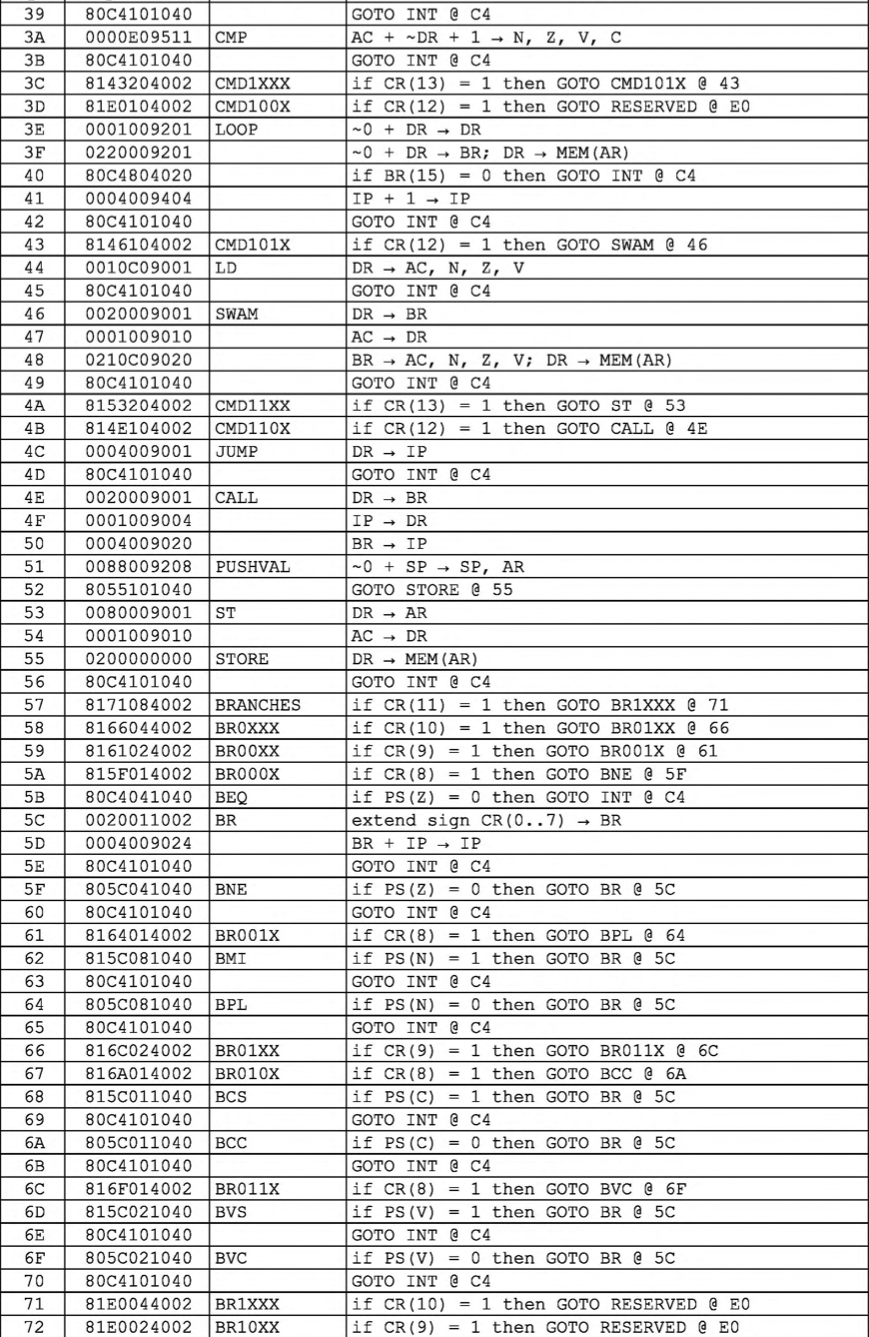 39 80C4101040 GOTO INT @ C4
3A 0000E09511 CMP AC + ~DR + 1 → N, Z, V, C
3B 80C4101040 GOTO INT @ C4
3C 8143204002 CMD1XXX if CR(13) = 1 then GOTO CMD101X @ 43
3D 81E0104002 CMD100X if CR(12) = 1 then GOTO RESERVED @ E0
3E 0001009201 LOOP ~0 + DR → DR
3F 0220009201 ~0 + DR → BR; DR → MEM(AR)
40 80C4804020 if BR(15) = 0 then GOTO INT @ C4
41 0004009404 IP + 1 → IP
42 80C4101040 GOTO INT @ C4
43 8146104002 CMD101X if CR(12) = 1 then GOTO SWAM @ 46
44 0010C09001 LD DR → AC, N, Z, V
45 80C4101040 GOTO INT @ C4
46 0020009001 SWAM DR → BR
47 0001009010 AC → DR
48 0210C09020 BR → AC, N, Z, V; DR → MEM(AR)
49 80C4101040 GOTO INT @ C4
4A 8153204002 CMD11XX if CR(13) = 1 then GOTO ST @ 53
4B 814E104002 CMD110X if CR(12) = 1 then GOTO CALL @ 4E
4C 0004009001 JUMP DR → IP
4D 80C4101040 GOTO INT @ C4
4E 0020009001 CALL DR → BR
4F 0001009004 IP → DR
50 0004009020 BR → IP
51 0088009208 PUSHVAL ~0 + SP → SP, AR
52 8055101040 GOTO STORE @ 55
53 0080009001 ST DR → AR
54 0001009010 AC → DR
55 0200000000 STORE DR → MEM(AR)
56 80C4101040 GOTO INT @ C4
57 8171084002 BRANCHES if CR(11) = 1 then GOTO BR1XXX @ 71
58 8166044002 BR0XXX if CR(10) = 1 then GOTO BR01XX @ 66
59 8161024002 BR00XX if CR(9) = 1 then GOTO BR001X @ 61
5A 815F014002 BR000X if CR(8) = 1 then GOTO BNE @ 5F
5B 80C4041040 BEQ if PS(Z) = 0 then GOTO INT @ C4
5C 0020011002 BR extend sign CR(0..7) → BR
5D 0004009024 BR + IP → IP
5E 80C4101040 GOTO INT @ C4
5F 805C041040 BNE if PS(Z) = 0 then GOTO BR @ 5C
60 80C4101040 GOTO INT @ C4
61 8164014002 BR001X if CR(8) = 1 then GOTO BPL @ 64
62 815C081040 BMI if PS(N) = 1 then GOTO BR @ 5C
63 80C4101040 GOTO INT @ C4
64 805C081040 BPL if PS(N) = 0 then GOTO BR @ 5C
65 80C4101040 GOTO INT @ C4
66 816C024002 BR01XX if CR(9) = 1 then GOTO BR011X @ 6C
67 816A014002 BR010X if CR(8) = 1 then GOTO BCC @ 6A
68 815C011040 BCS if PS(C) = 1 then GOTO BR @ 5C
69 80C4101040 GOTO INT @ C4
6A 805C011040 BCC if PS(C) = 0 then GOTO BR @ 5C
6B 80C4101040 GOTO INT @ C4
6C 816F014002 BR011X if CR(8) = 1 then GOTO BVC @ 6F
6D 815C021040 BVS if PS(V) = 1 then GOTO BR @ 5C
6E 80C4101040 GOTO INT @ C4
6F 805C021040 BVC if PS(V) = 0 then GOTO BR @ 5C
70 80C4101040 GOTO INT @ C4
71 81E0044002 BR1XXX if CR(10) = 1 then GOTO RESERVED @ E0
72 81E0024002 BR10XX if CR(9) = 1 then GOTO RESERVED @ E0